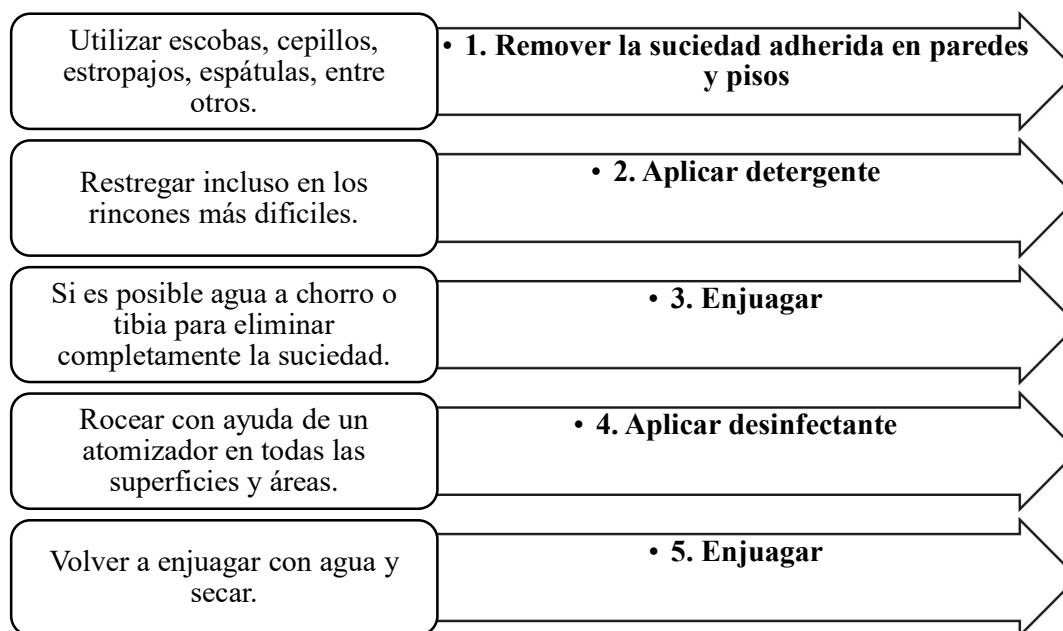 Utilizar escobas, cepillos,
estropajos, espátulas, entre
otros.
• 1. Remover la suciedad adherida en paredes
y pisos
Restregar incluso en los
rincones más dificiles.
• 2. Aplicar detergente
Si es posible agua a chorro o
tibia para eliminar
completamente la suciedad.
• 3. Enjuagar
Rocear con ayuda de un
atomizador en todas las
superficies y áreas.
• 4. Aplicar desinfectante
Volver a enjuagar con agua y
secar.
• 5. Enjuagar